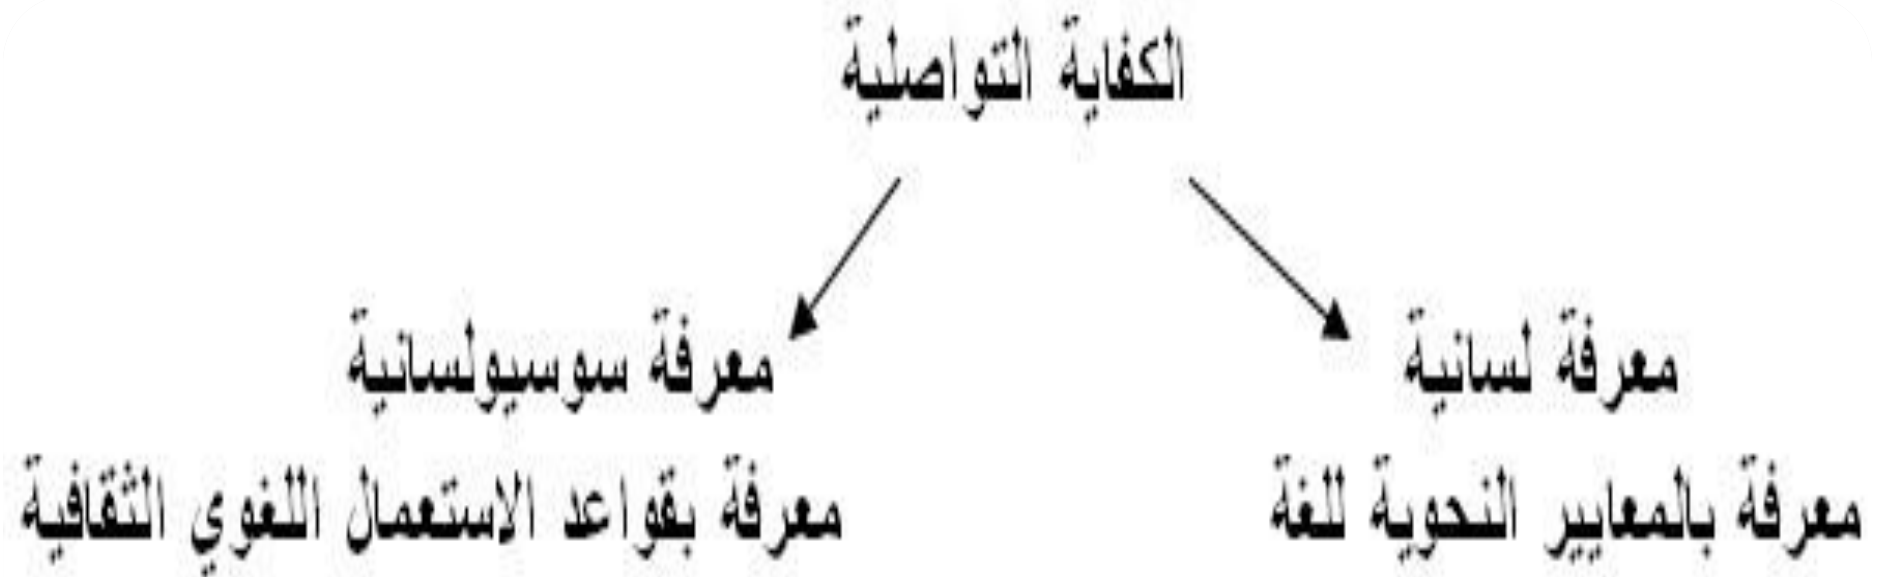 الكفاية التواصلية
معرفة لسانية
معرفة سوسيولسانية
معرفة بالمعايير النحوية للغة
معرفة بقواعد الاستعمال اللغوي الثقافية